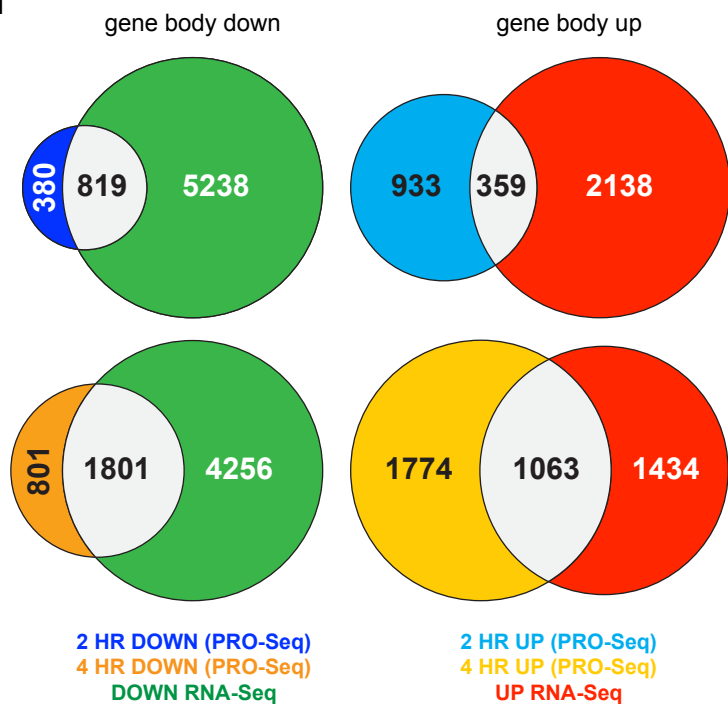 gene body down
gene body up
380
819
5238
933
359
2138
801
1801
4256
1774
1063
1434
2 HR DOWN (PRO-Seq)
4 HR DOWN (PRO-Seq)
DOWN RNA-Seq
2 HR UP (PRO-Seq)
4 HR UP (PRO-Seq)
UP RNA-Seq